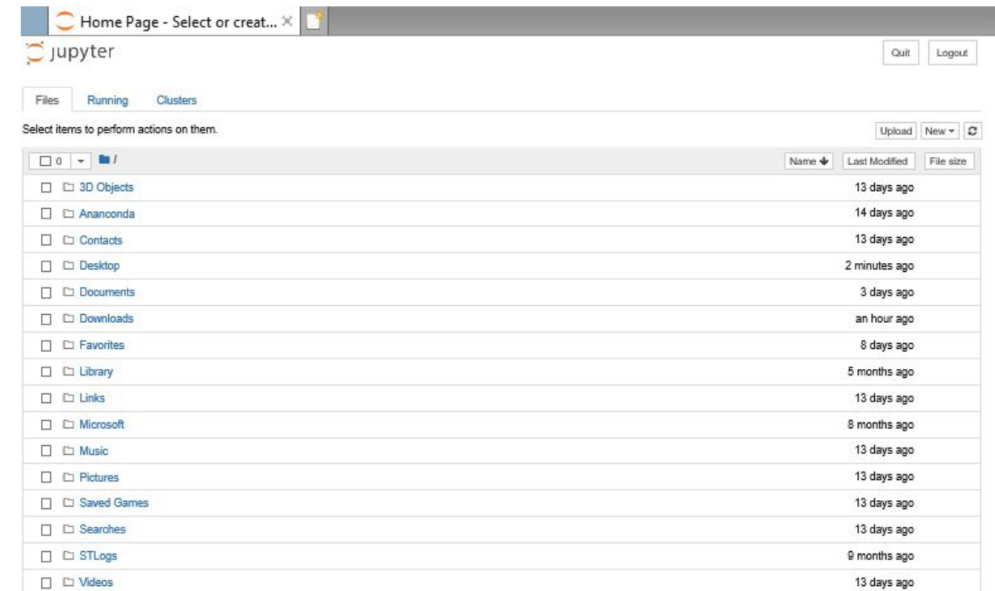 Home Page - Select or creat...
Jupyter
Quit Logout
Files Running Clusters
Select items to perform actions on them.
Upload New
0 / Name Last Modified File size
3D Objects 13 days ago
Ananconda 14 days ago
Contacts 13 days ago
Desktop 2 minutes ago
Documents 3 days ago
Downloads an hour ago
Favorites 8 days ago
Library 5 months ago
Links 13 days ago
Microsoft 8 months ago
Music 13 days ago
Pictures 13 days ago
Saved Games 13 days ago
Searches 13 days ago
STLogs 9 months ago
Videos 13 days ago